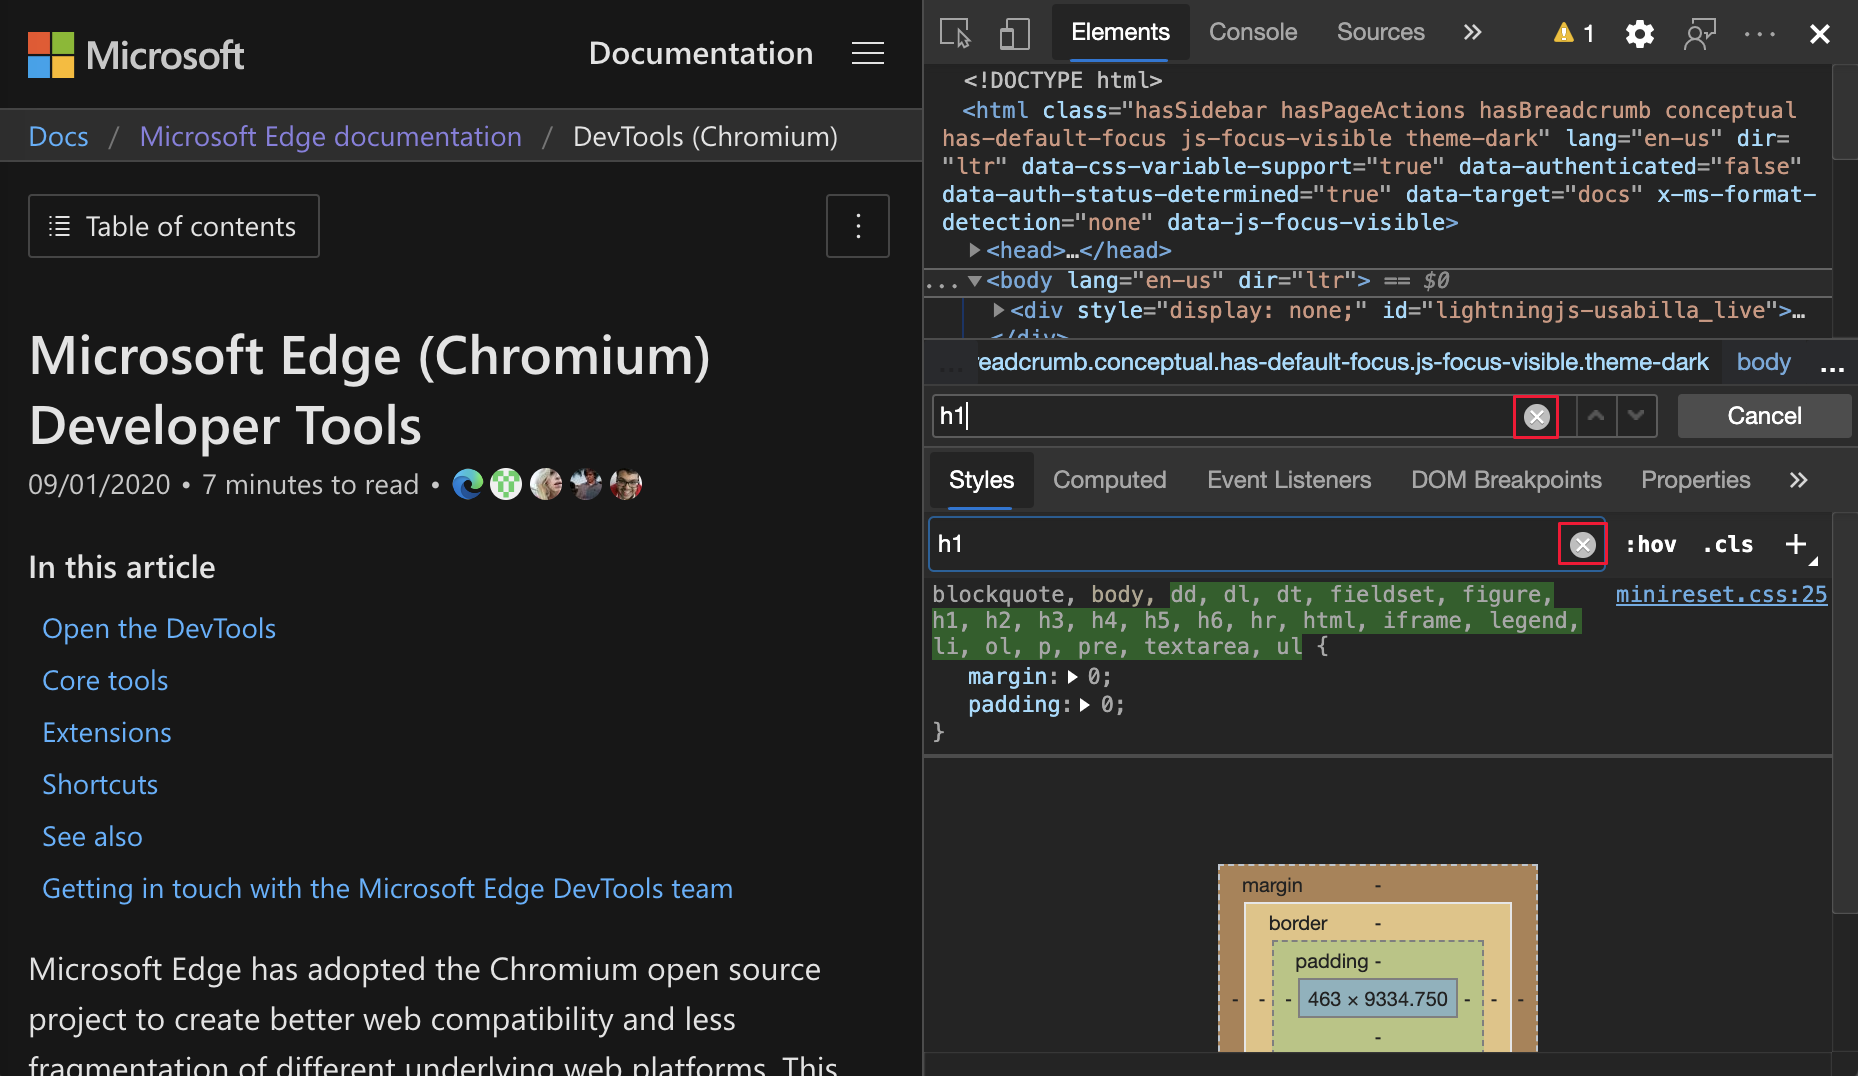 Microsoft
Documentation
Docs / Microsoft Edge documentation / DevTools (Chromium)
Table of contents
Microsoft Edge (Chromium)
Developer Tools
09/01/2020 • 7 minutes to read •
In this article
Open the DevTools
Core tools
Extensions
Shortcuts
See also
Getting in touch with the Microsoft Edge DevTools team
Microsoft Edge has adopted the Chromium open source
project to create better web compatibility and less
fragmentation of different underlying web platforms. This
Elements Console Sources » 1 ···
<!DOCTYPE html>
<html class="hasSidebar hasPageActions hasBreadcrumb conceptual
has-default-focus js-focus-visible theme-dark" lang="en-us" dir=
"ltr" data-css-variable-support="true" data-authenticated="false"
data-auth-status-determined="true" data-target="docs" x-ms-format-
detection="none" data-js-focus-visible>
<head>…</head>
... <body lang="en-us" dir="ltr"> == $0
<div style="display: none;" id="lightningjs-usabilla_live">…
</div>
... readcrumb.conceptual.has-default-focus.js-focus-visible.theme-dark body ...
h1
Cancel
Styles Computed Event Listeners DOM Breakpoints Properties »
h1
:hov .cls +
blockquote, body, dd, dl, dt, fieldset, figure, minireset.css:25
h1, h2, h3, h4, h5, h6, hr, html, iframe, legend,
li, ol, p, pre, textarea, ul {
margin: 0;
padding: 0;
}
margin -
border -
padding -
- - - 463 × 9334.750 - - -
-